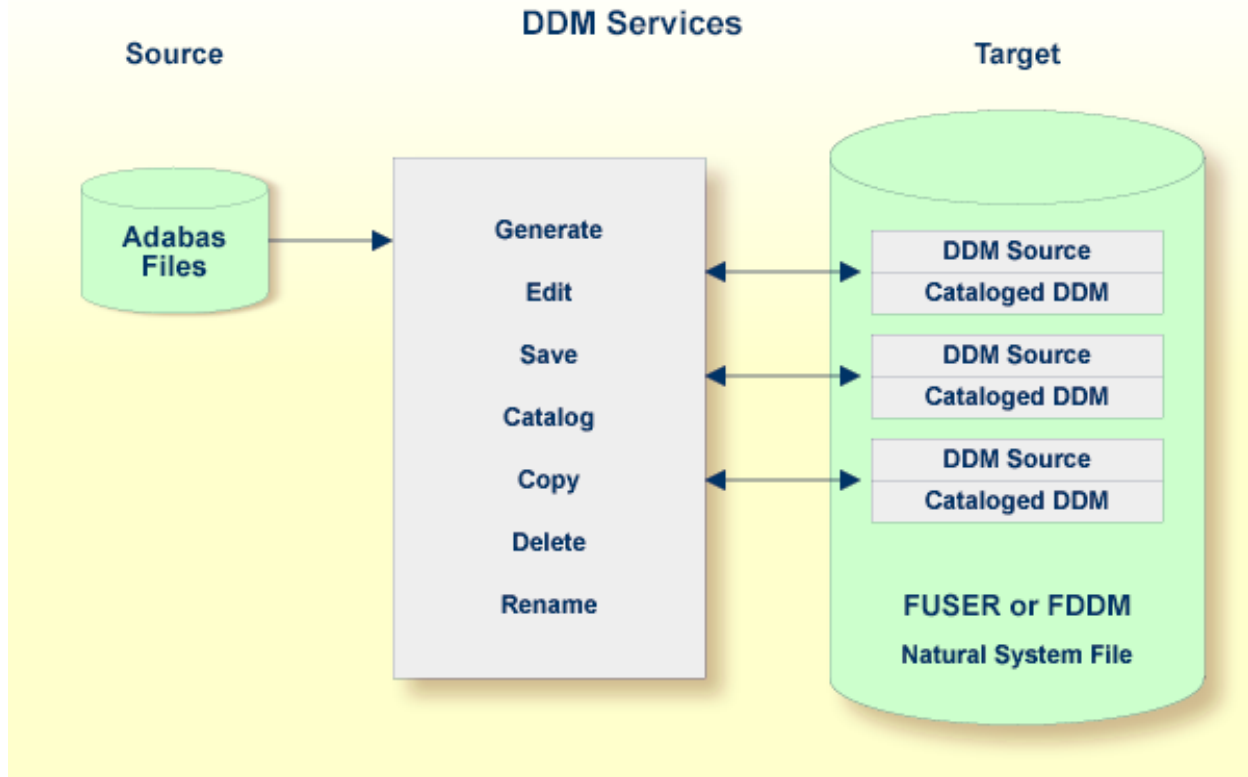 DDM Services
Source
Target
Adabas
Files
Generate
Edit
Save
Catalog
Copy
Delete
Rename
DDM Source
Cataloged DDM
DDM Source
Cataloged DDM
DDM Source
Cataloged DDM
FUSER or FDDM
Natural System File